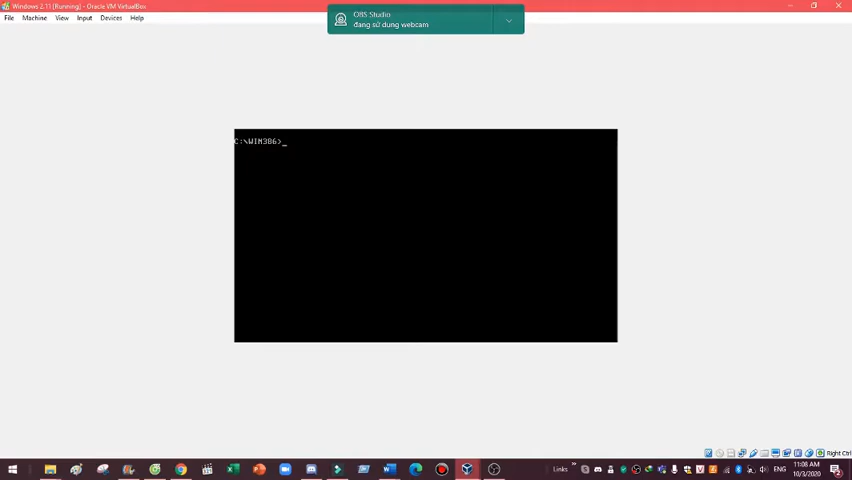 Windows 2.11 [Running] - Oracle VM VirtualBox
File Machine View Input Devices Help
OBS Studio
đang sử dụng webcam
C:\WIN386>_
Links
Right Ctrl
ENG
11:08 AM
10/3/2020
2